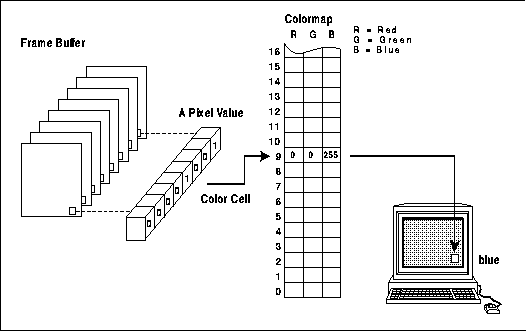 Colormap
R G B
R = Red
G = Green
B = Blue
Frame Buffer
A Pixel Value
Color Cell
16
15
14
13
12
11
10
9 0 0 255
8
7
6
5
4
3
2
1
0
1
0
0
1
0
0
0
0
blue